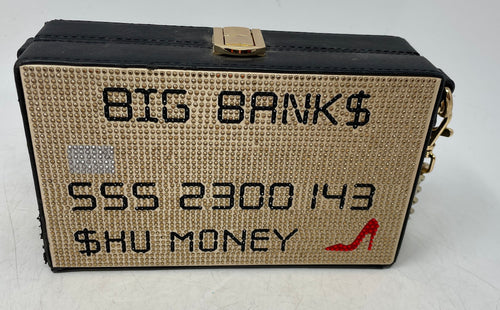 BIG BANK$
SSS 2300 143
$HU MONEY